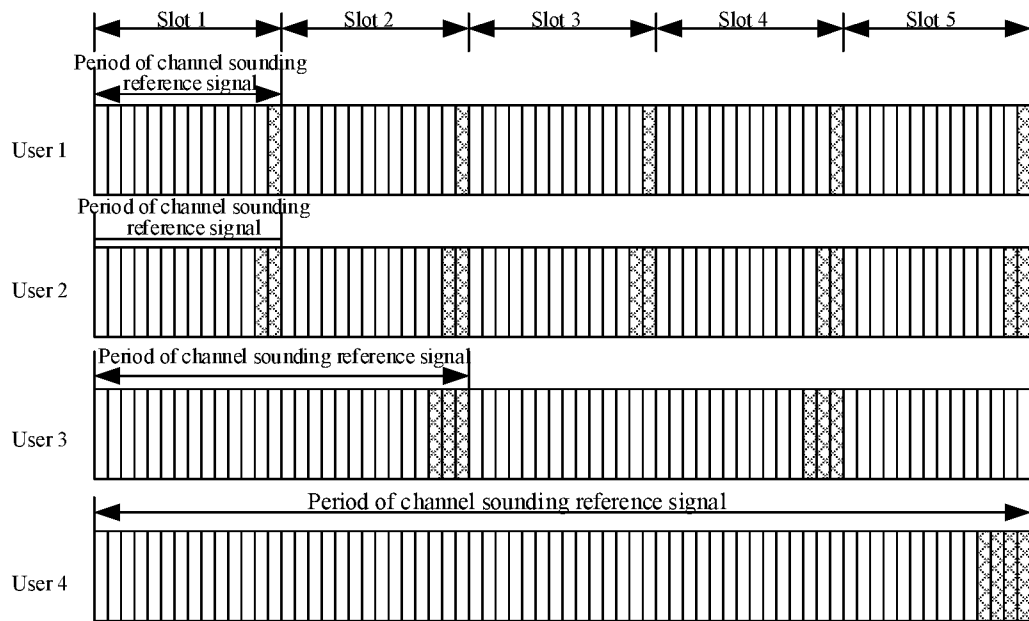 Slot 1 Slot 2 Slot 3 Slot 4 Slot 5
Period of channel sounding
reference signal
User 1
Period of channel sounding
reference signal
User 2
Period of channel sounding reference signal
User 3
Period of channel sounding reference signal
User 4